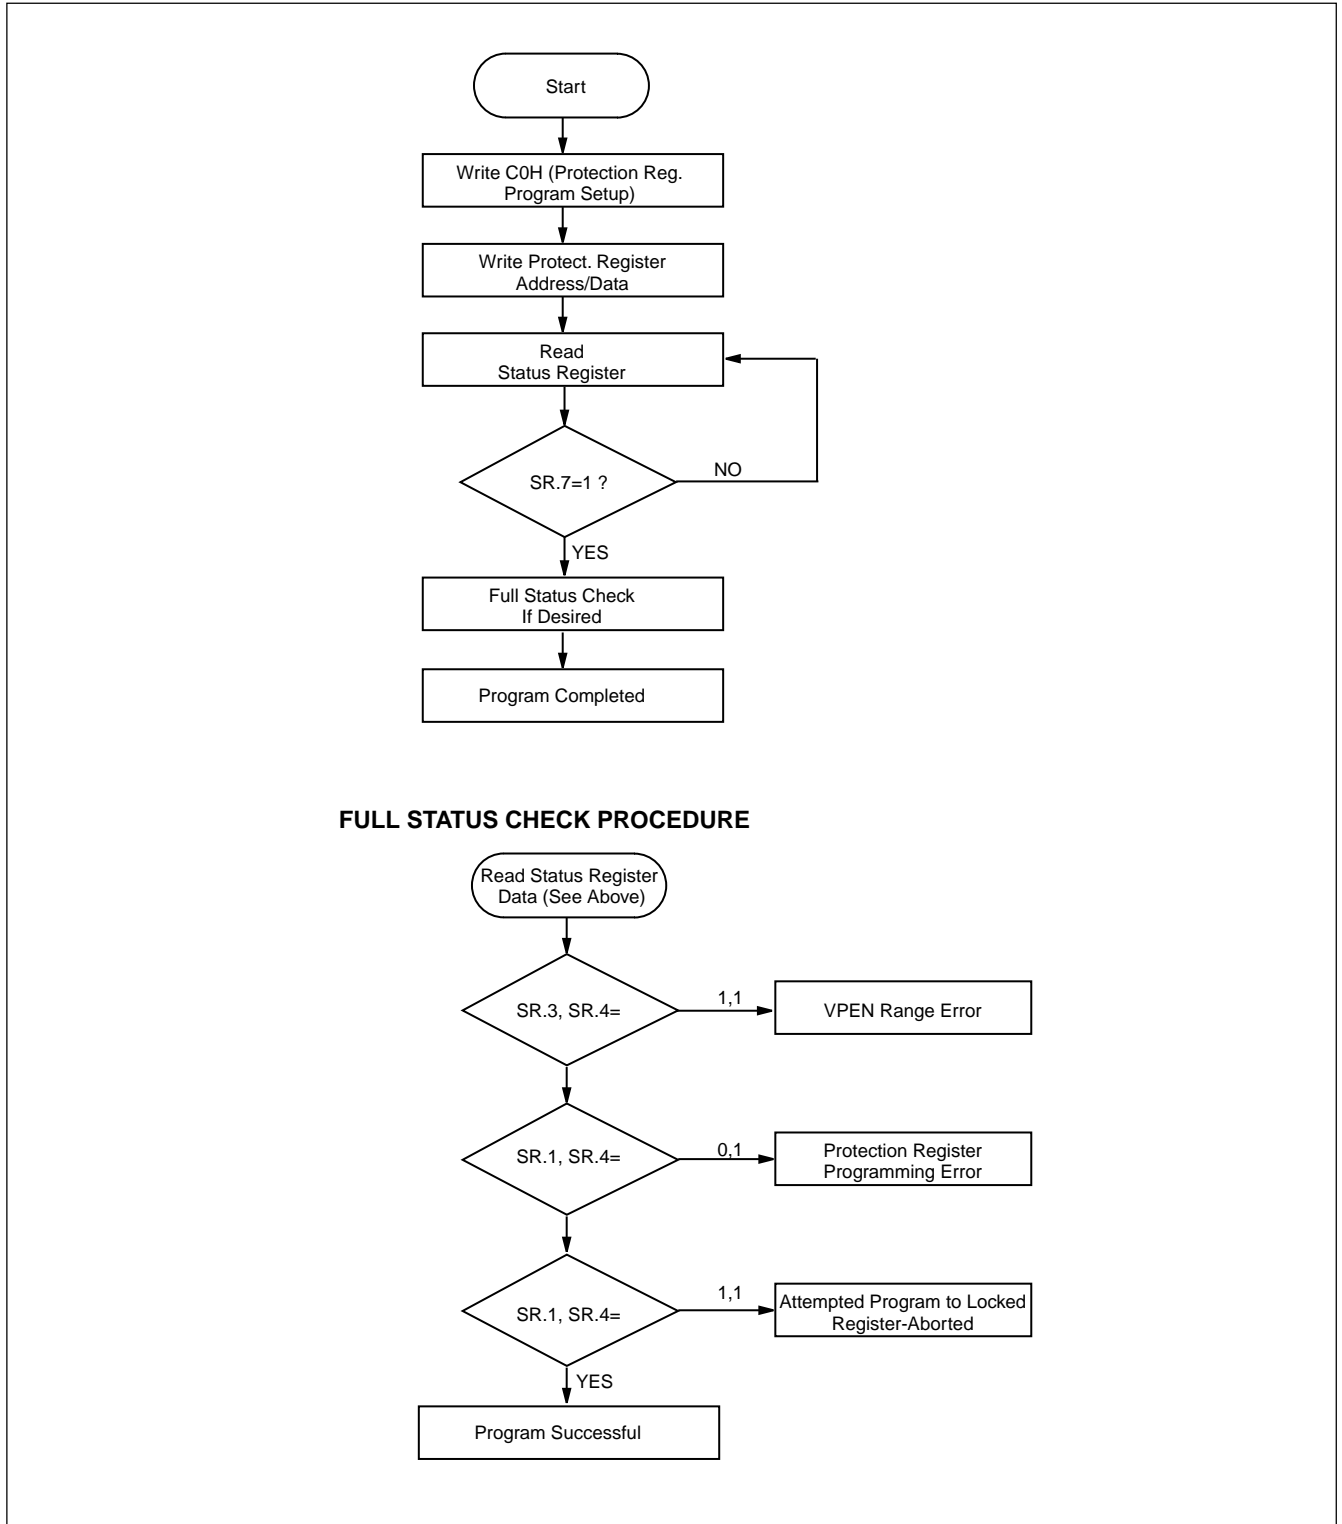 Start
Write C0H (Protection Reg.
Program Setup)
Write Protect. Register
Address/Data
Read
Status Register
SR.7=1 ?
NO
YES
Full Status Check
If Desired
Program Completed
FULL STATUS CHECK PROCEDURE
Read Status Register
Data (See Above)
SR.3, SR.4=
1,1
VPEN Range Error
SR.1, SR.4=
0,1
Protection Register
Programming Error
SR.1, SR.4=
1,1
Attempted Program to Locked
Register-Aborted
YES
Program Successful